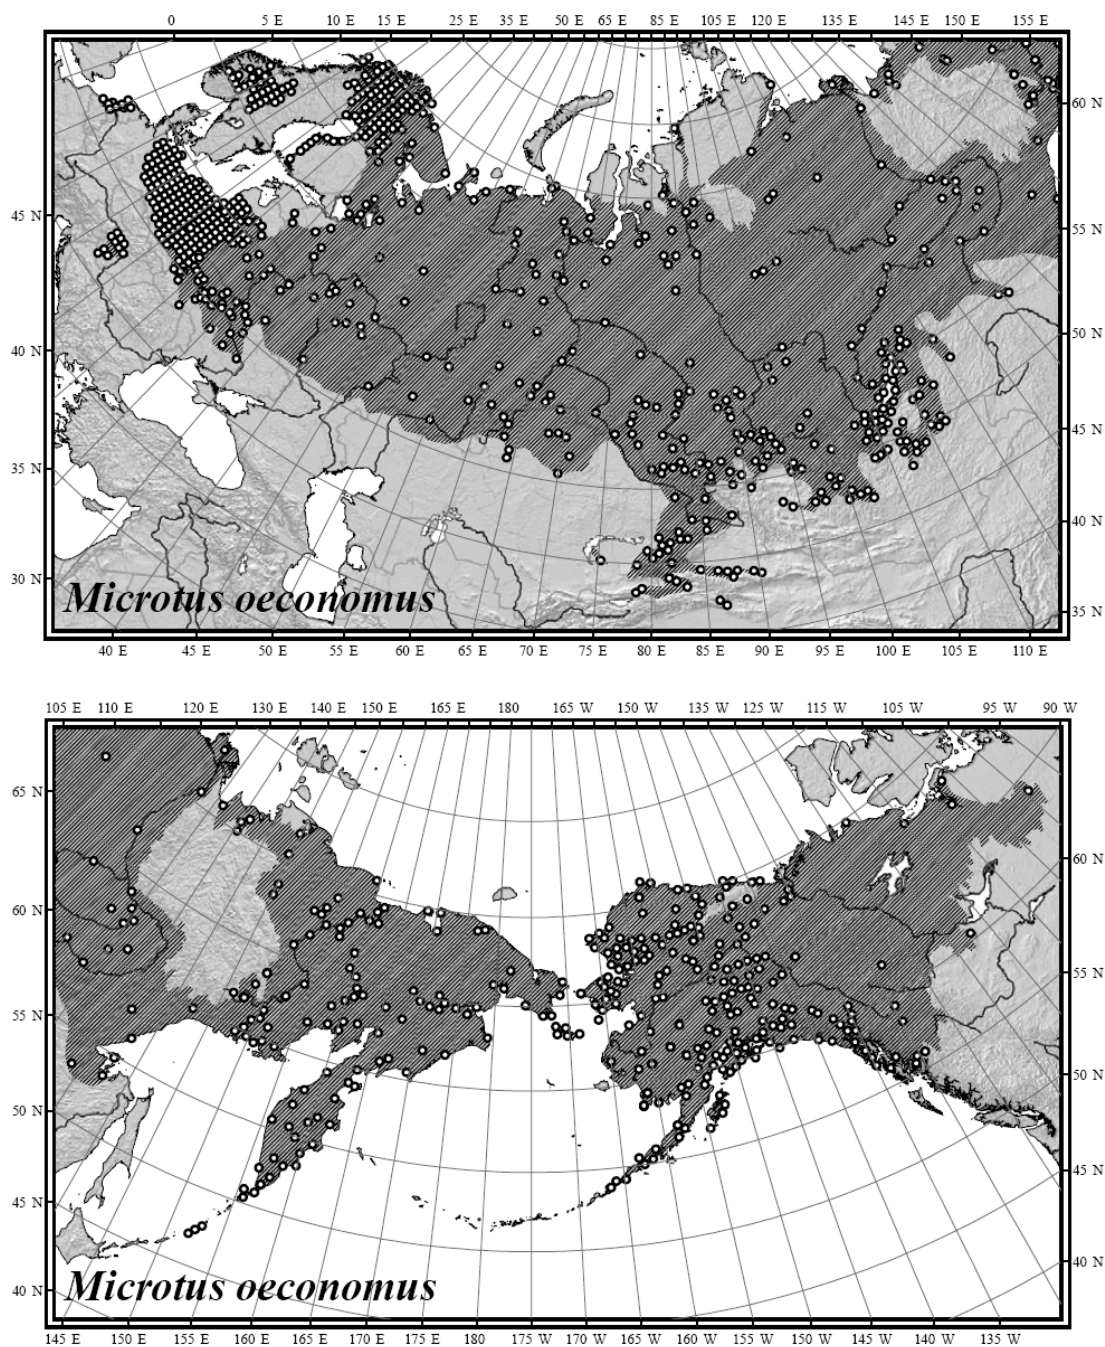 0 5 E 10 E 15 E 25 E 35 E 50 E 65 E 85 E 105 E 120 E 135 E 145 E 150 E 155 E
60 N
45 N
55 N
50 N
40 N
45 N
35 N
40 N
30 N
35 N
Microtus oeconomus
40 E 45 E 50 E 55 E 60 E 65 E 70 E 75 E 80 E 85 E 90 E 95 E 100 E 105 E 110 E
105 E 110 E 120 E 130 E 140 E 150 E 165 E 180 165 W 150 W 135 W 125 W 115 W 105 W 95 W 90 W
65 N
60 N
60 N
55 N
55 N
50 N
50 N
45 N
45 N
40 N
40 N
Microtus oeconomus
145 E 150 E 155 E 160 E 165 E 170 E 175 E 180 175 W 170 W 165 W 160 W 155 W 150 W 145 W 140 W 135 W